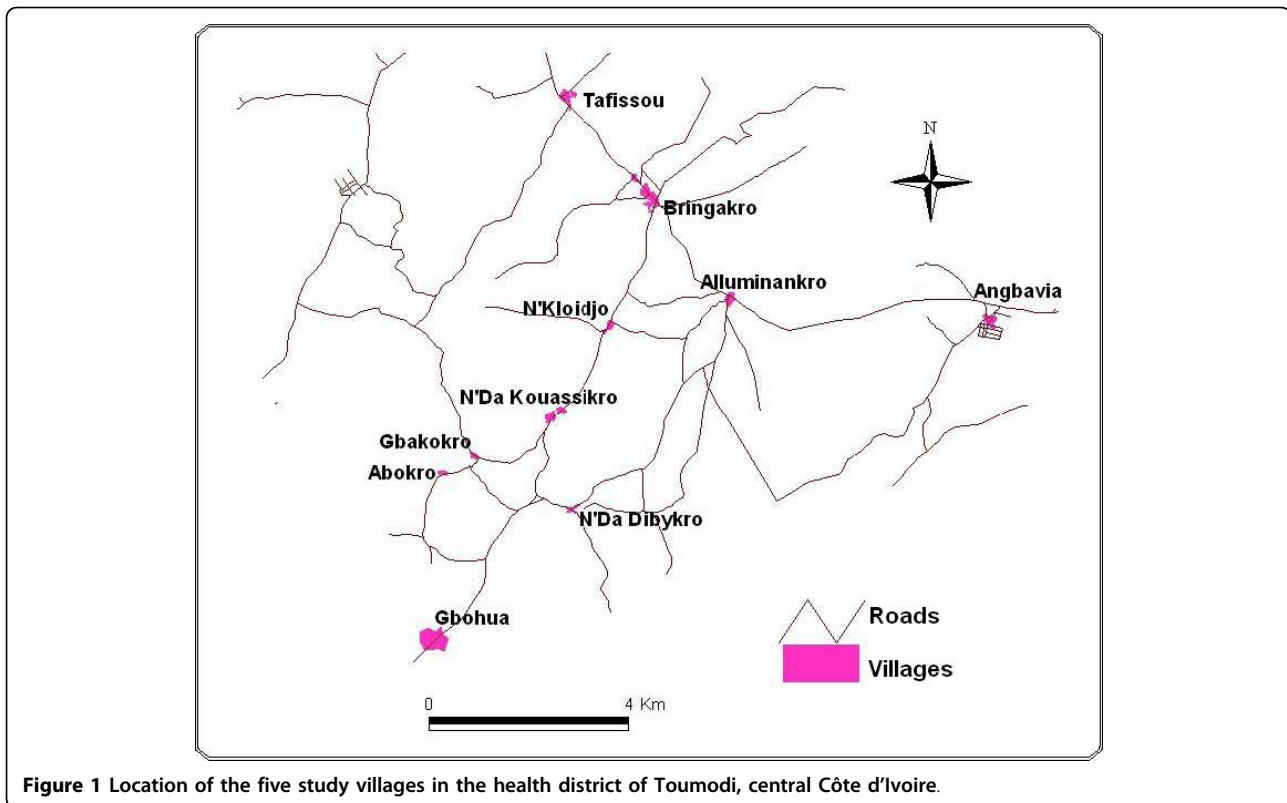 Tafissou
N
Bringakro
Alluminankro
Angbavia
N'Kloidjo
N'Da Kouassikro
Gbakokro
Abokro
N'Da Dibykro
Gbohua
Roads
Villages
0 4 Km
Figure 1 Location of the five study villages in the health district of Toumodi, central Côte d'Ivoire.